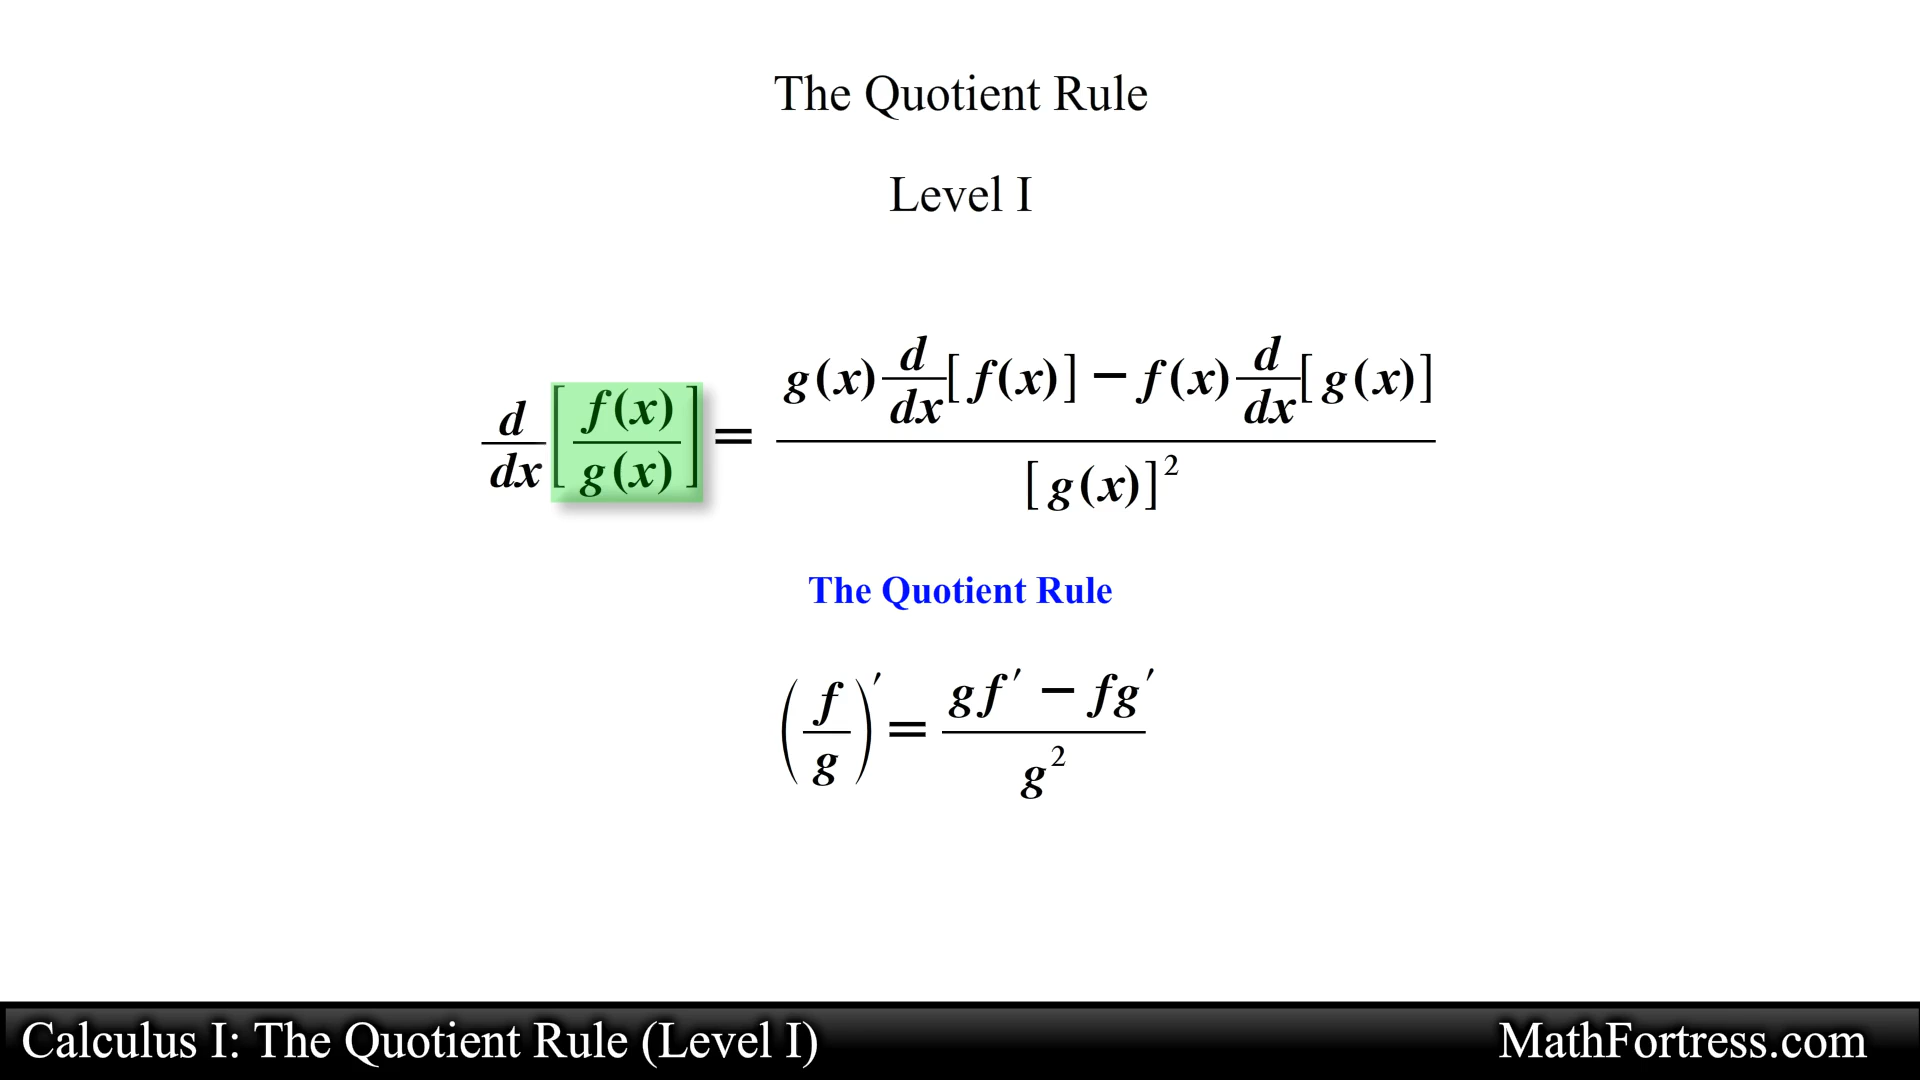 The Quotient Rule
Level I
d/dx [ f(x)/g(x) ] = ( g(x) d/dx [ f(x) ] − f(x) d/dx [ g(x) ] ) / [ g(x) ]²
The Quotient Rule
( f/g )′ = ( gf′ − fg′ ) / g²
Calculus I: The Quotient Rule (Level I)
MathFortress.com